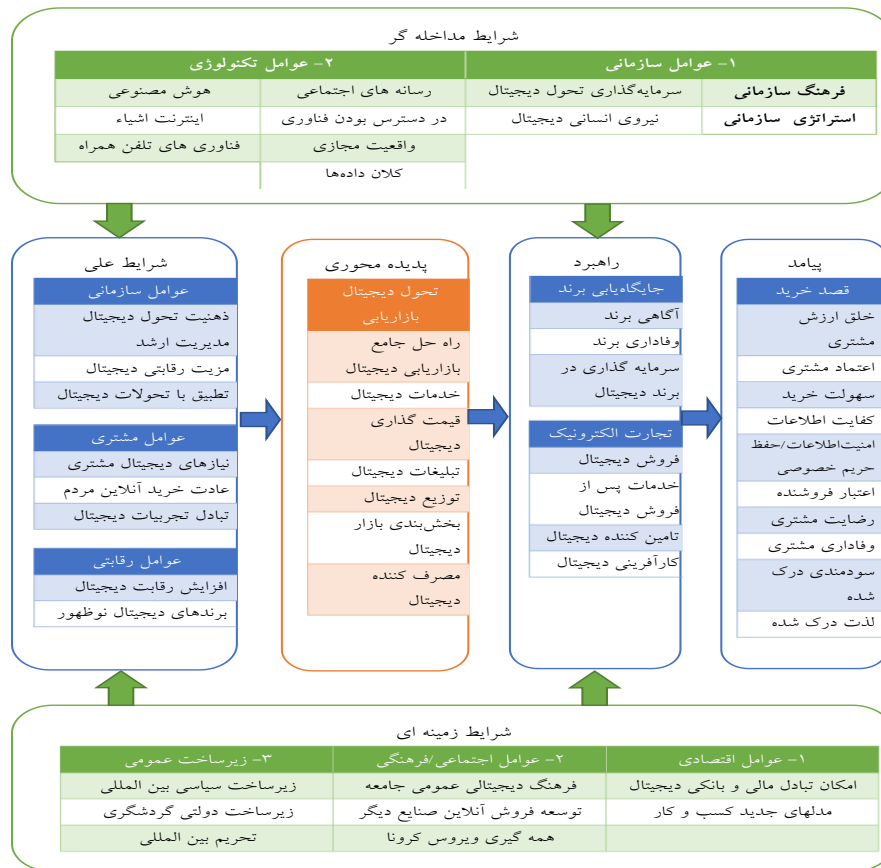 شرایط مداخله گر
۱- عوامل سازمانی
۲- عوامل تکنولوژی
فرهنگ سازمانی
سرمایه‌گذاری تحول دیجیتال
رسانه های اجتماعی
هوش مصنوعی
استراتژی سازمانی
نیروی انسانی دیجیتال
در دسترس بودن فناوری
اینترنت اشیاء
واقعیت مجازی
فناوری های تلفن همراه
کلان داده‌ها
شرایط علی
عوامل سازمانی
ذهنیت تحول دیجیتال
مدیریت ارشد
مزیت رقابتی دیجیتال
تطبیق با تحولات دیجیتال
عوامل مشتری
نیازهای دیجیتال مشتری
عادت خرید آنلاین مردم
تبادل تجربیات دیجیتال
عوامل رقابتی
افزایش رقابت دیجیتال
برندهای دیجیتال نوظهور
پدیده محوری
تحول دیجیتال
بازاریابی
راه حل جامع
بازاریابی دیجیتال
خدمات دیجیتال
قیمت گذاری
دیجیتال
تبلیغات دیجیتال
توزیع دیجیتال
بخش‌بندی بازار
دیجیتال
مصرف کننده
دیجیتال
راهبرد
جایگاه‌یابی برند
آگاهی برند
وفاداری برند
سرمایه گذاری در
برند دیجیتال
تجارت الکترونیک
فروش دیجیتال
خدمات پس از
فروش دیجیتال
تامین کننده دیجیتال
کارآفرینی دیجیتال
پیامد
قصد خرید
خلق ارزش
مشتری
اعتماد مشتری
سهولت خرید
کفایت اطلاعات
امنیت‌اطلاعات/حفظ
حریم خصوصی
اعتبار فروشنده
رضایت مشتری
وفاداری مشتری
سودمندی درک
شده
لذت درک شده
شرایط زمینه ای
۱- عوامل اقتصادی
۲- عوامل اجتماعی/فرهنگی
۳- زیرساخت عمومی
امکان تبادل مالی و بانکی دیجیتال
فرهنگ دیجیتالی عمومی جامعه
زیرساخت سیاسی بین المللی
مدلهای جدید کسب و کار
توسعه فروش آنلاین صنایع دیگر
زیرساخت دولتی گردشگری
همه گیری ویروس کرونا
تحریم بین المللی